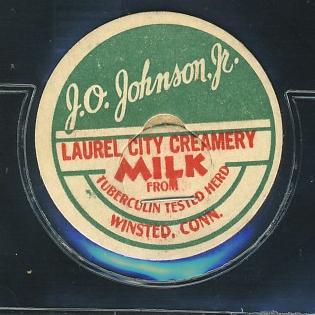 J.O. Johnson, Jr.
LAUREL CITY CREAMERY
MILK
FROM
TUBERCULIN TESTED HERD
WINSTED, CONN.